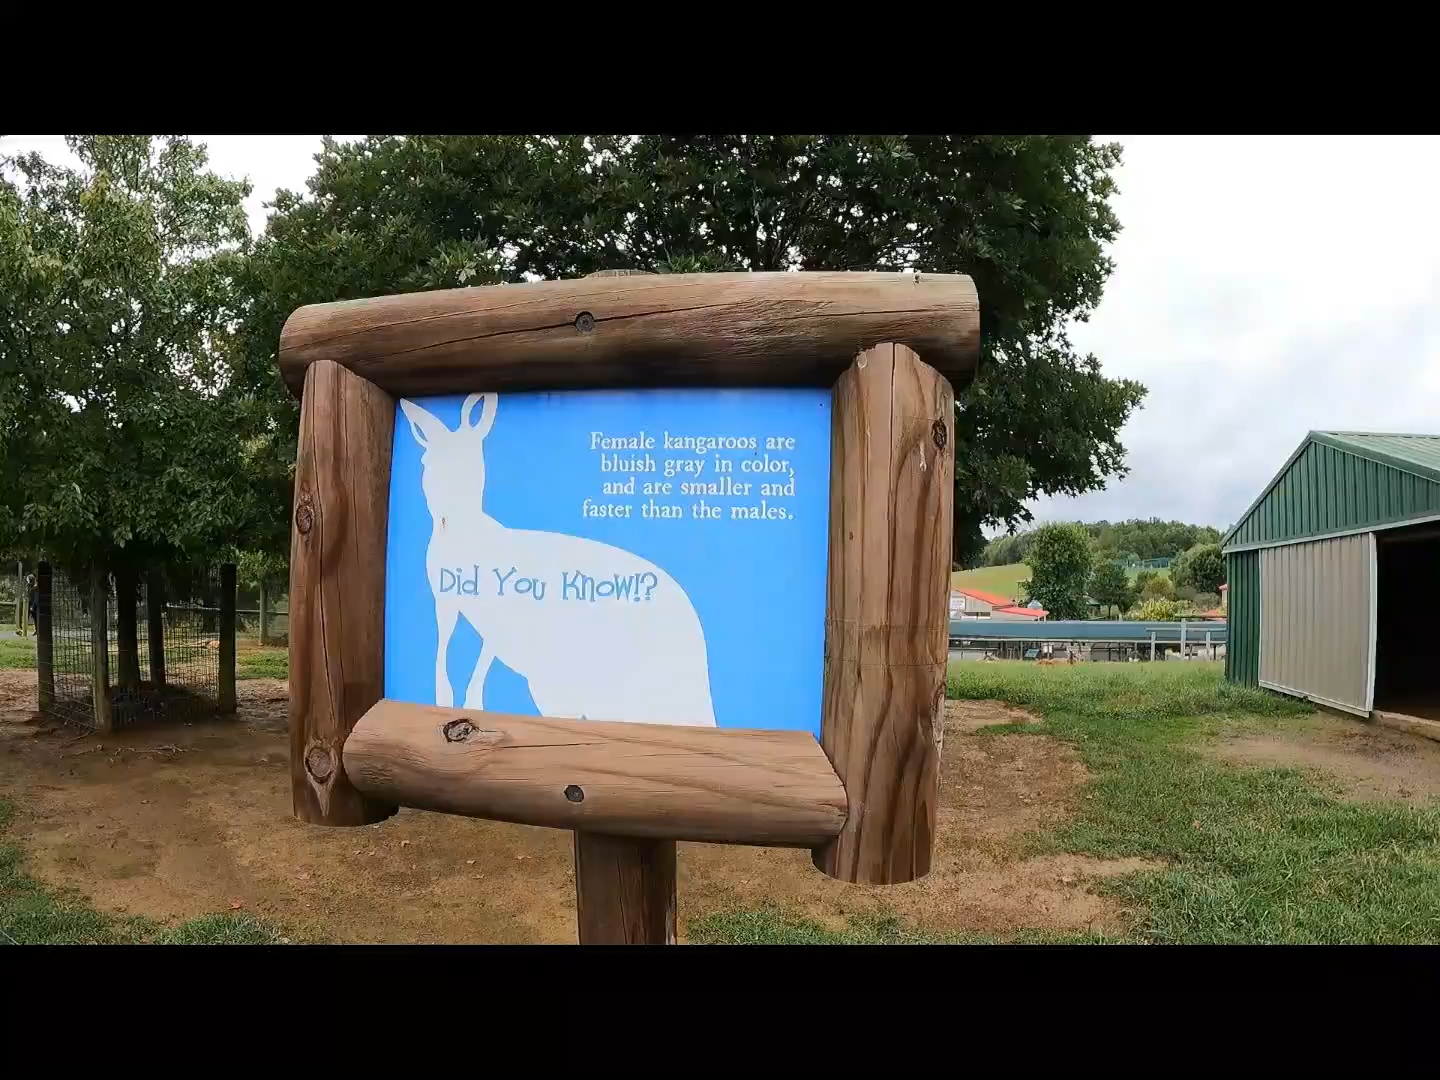 Female kangaroos are
bluish gray in color,
and are smaller and
faster than the males.
Did You Know!?